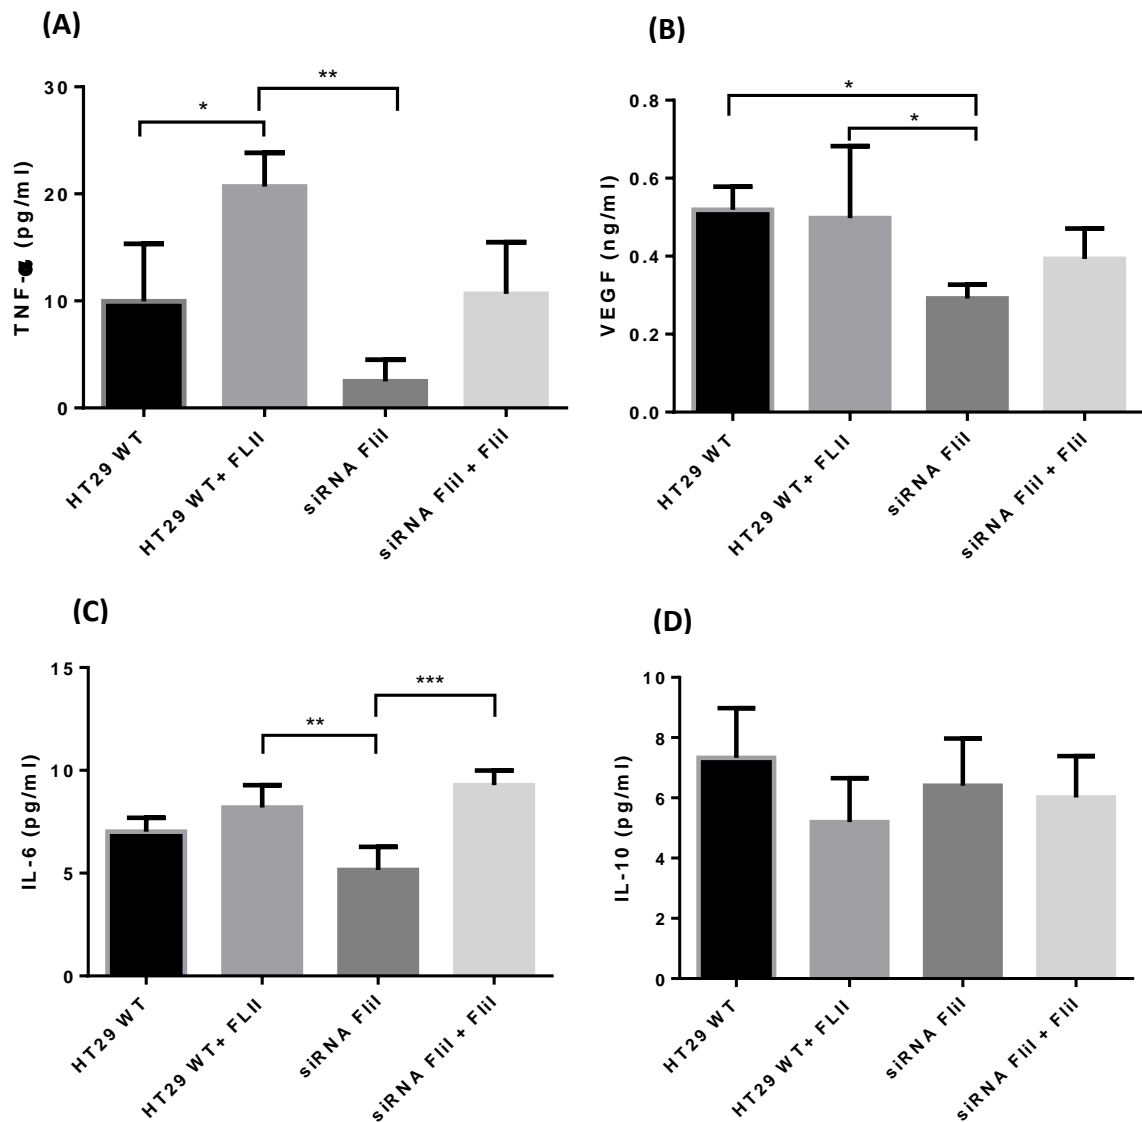 (A)
TNF-α (pg/ml)
30
20
10
0
*
**
HT29 WT
HT29 WT+ FLII
siRNA FliI
siRNA FliI + FliI
(B)
VEGF (ng/ml)
0.8
0.6
0.4
0.2
0.0
*
*
HT29 WT
HT29 WT+ FLII
siRNA FliI
siRNA FliI + FliI
(C)
IL-6 (pg/ml)
15
10
5
0
**
***
HT29 WT
HT29 WT+ FLII
siRNA FliI
siRNA FliI + FliI
(D)
IL-10 (pg/ml)
10
8
6
4
2
0
HT29 WT
HT29 WT+ FLII
siRNA FliI
siRNA FliI + FliI